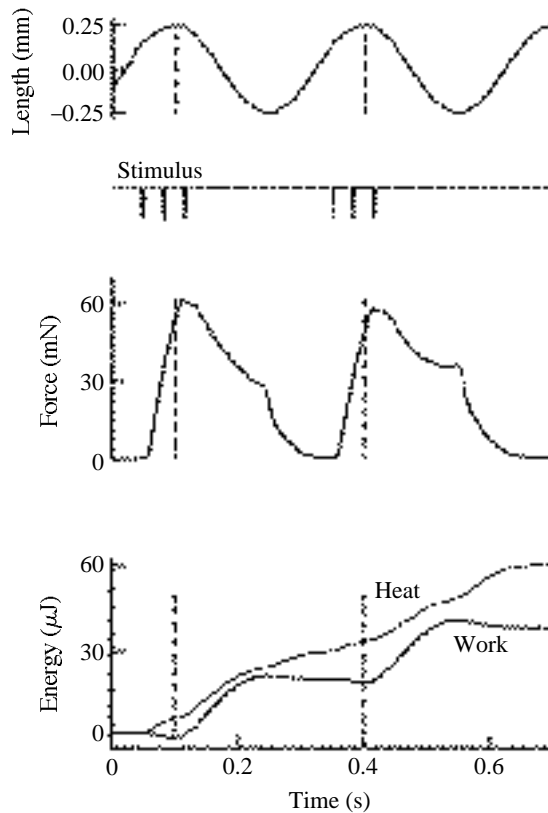 Length (mm)
0.25
0.00
−0.25
Stimulus
Force (mN)
60
30
0
Energy (μJ)
60
30
0
Heat
Work
0
0.2
0.4
0.6
Time (s)